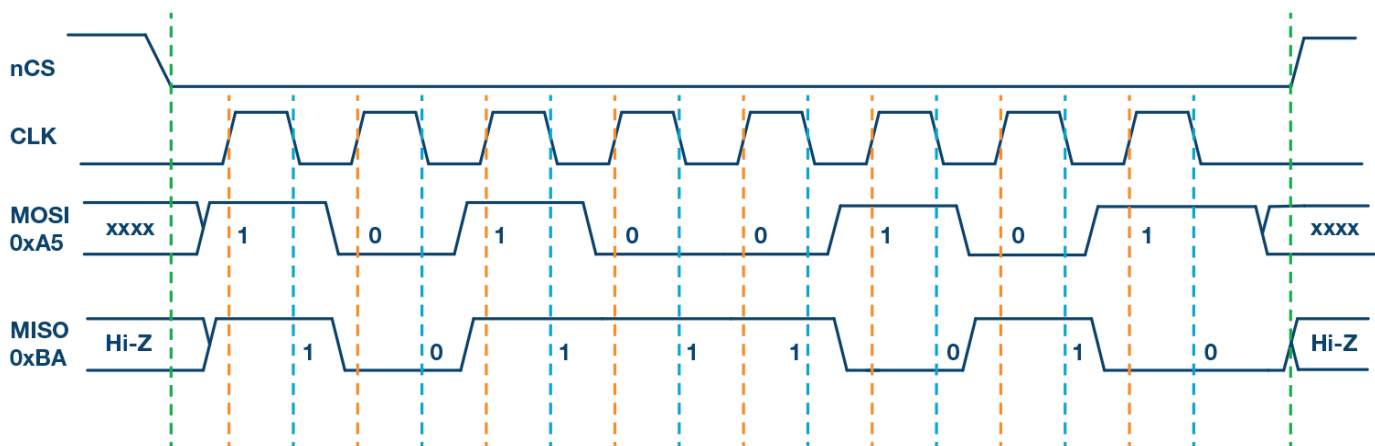 nCS
CLK
MOSI
0xA5
xxxx 1 0 1 0 0 1 0 1 xxxx
MISO
0xBA
Hi-Z 1 0 1 1 1 0 1 0 Hi-Z